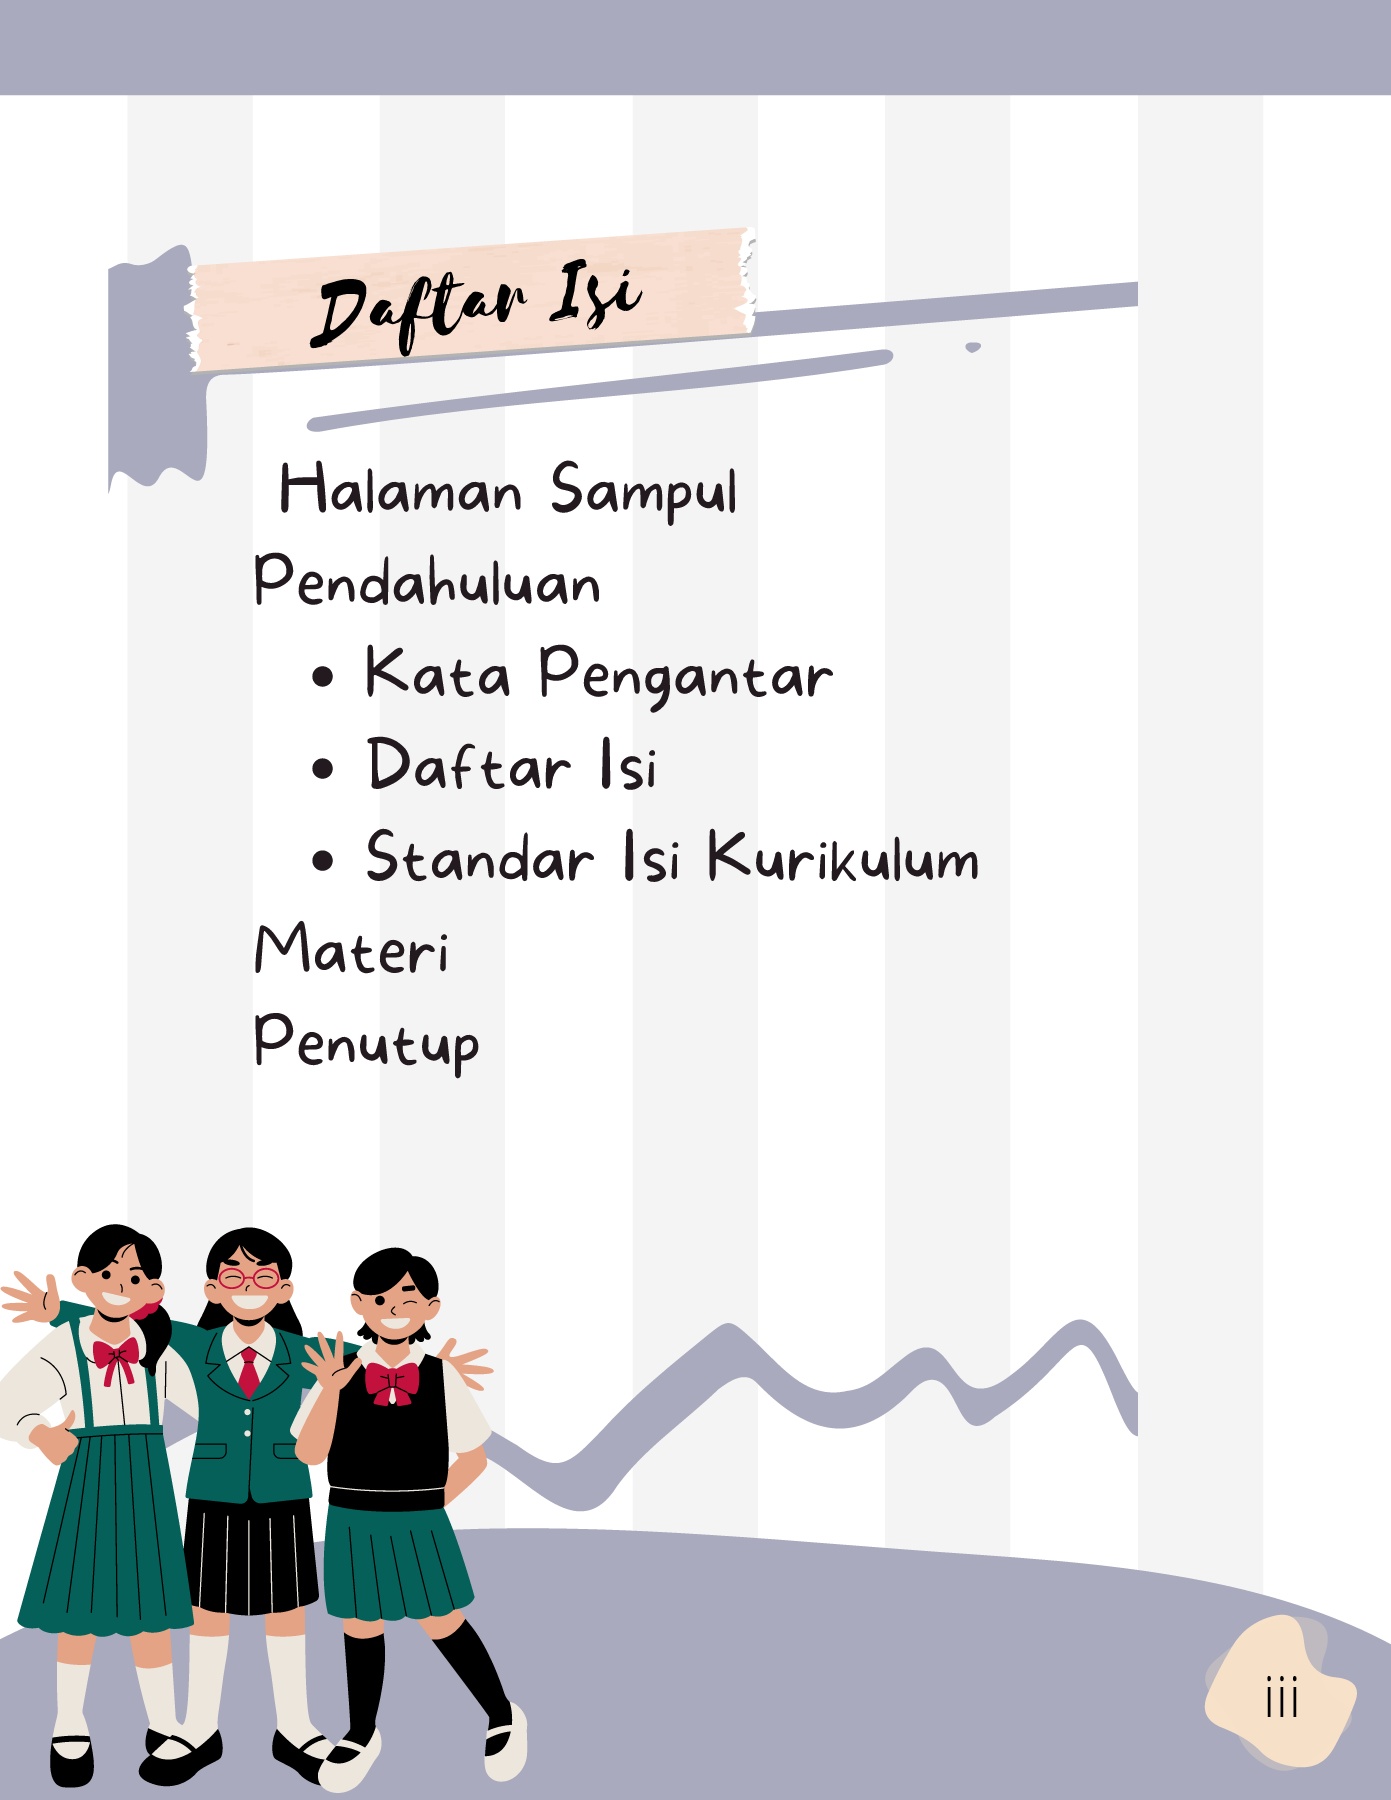 Daftar Isi
Halaman Sampul
Pendahuluan
• Kata Pengantar
• Daftar Isi
• Standar Isi Kurikulum
Materi
Penutup
iii